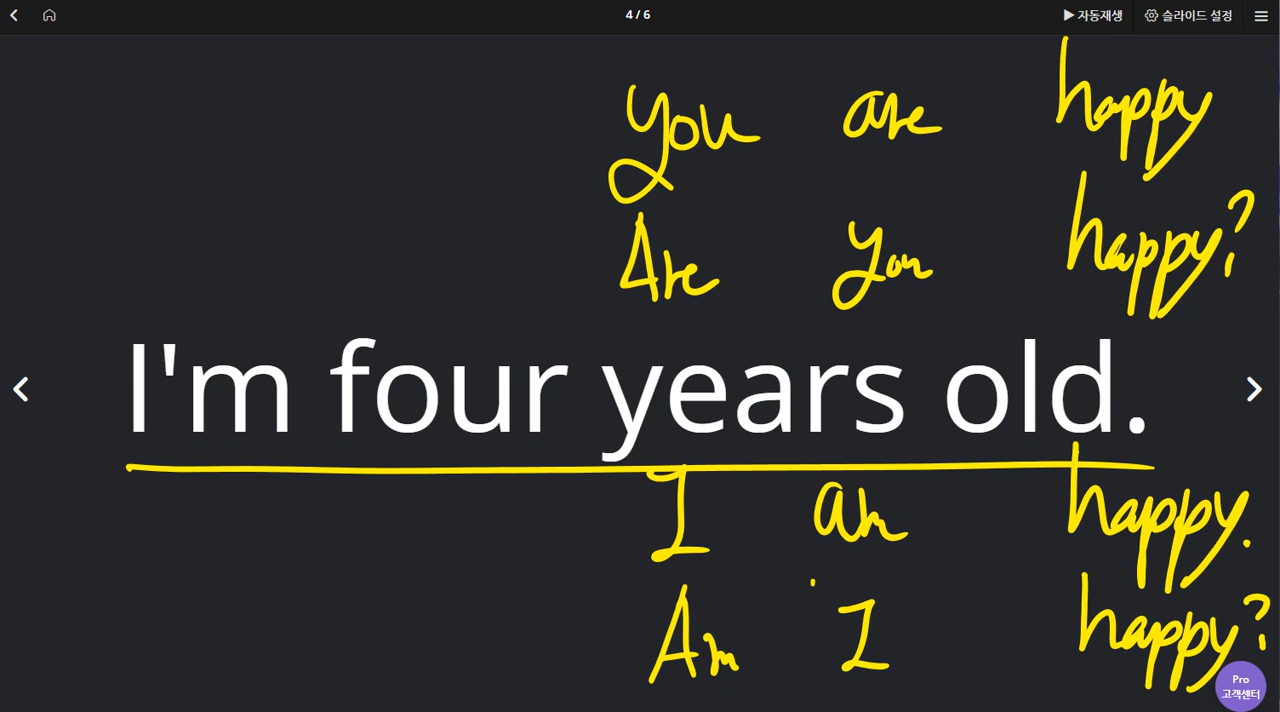 4 / 6
자동재생
슬라이드 설정
you are happy
Are you happy?
I'm four years old.
I am happy.
Am I happy?
Pro
고객센터